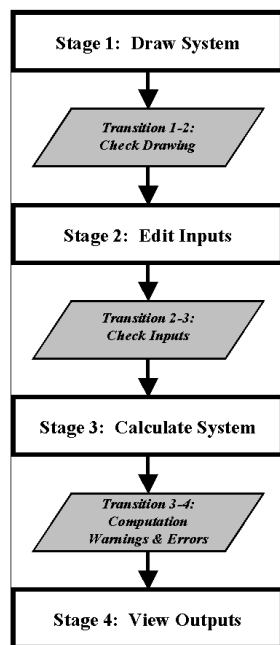 Stage 1: Draw System
Transition 1-2:
Check Drawing
Stage 2: Edit Inputs
Transition 2-3:
Check Inputs
Stage 3: Calculate System
Transition 3-4:
Computation
Warnings & Errors
Stage 4: View Outputs